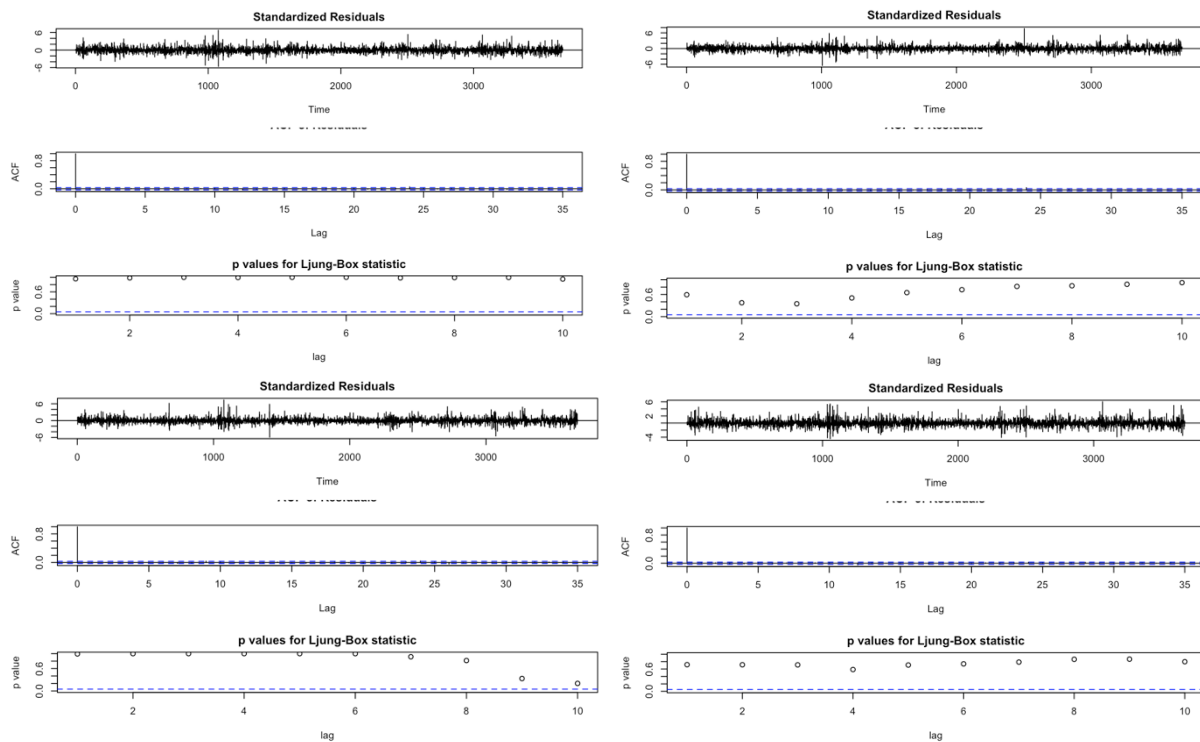 Standardized Residuals
6
0
-6
0 1000 2000 3000
Time
ACF
0.8
0.0
0 5 10 15 20 25 30 35
Lag
p values for Ljung-Box statistic
p value
0.6
0.0
2 4 6 8 10
lag
Standardized Residuals
6
0
-6
0 1000 2000 3000
Time
ACF
0.8
0.0
0 5 10 15 20 25 30 35
Lag
p values for Ljung-Box statistic
p value
0.6
0.0
2 4 6 8 10
lag
Standardized Residuals
6
0
-6
0 1000 2000 3000
Time
ACF
0.8
0.0
0 5 10 15 20 25 30 35
Lag
p values for Ljung-Box statistic
p value
0.6
0.0
2 4 6 8 10
lag
Standardized Residuals
6
2
-4
0 1000 2000 3000
Time
ACF
0.8
0.0
0 5 10 15 20 25 30 35
Lag
p values for Ljung-Box statistic
p value
0.6
0.0
2 4 6 8 10
lag